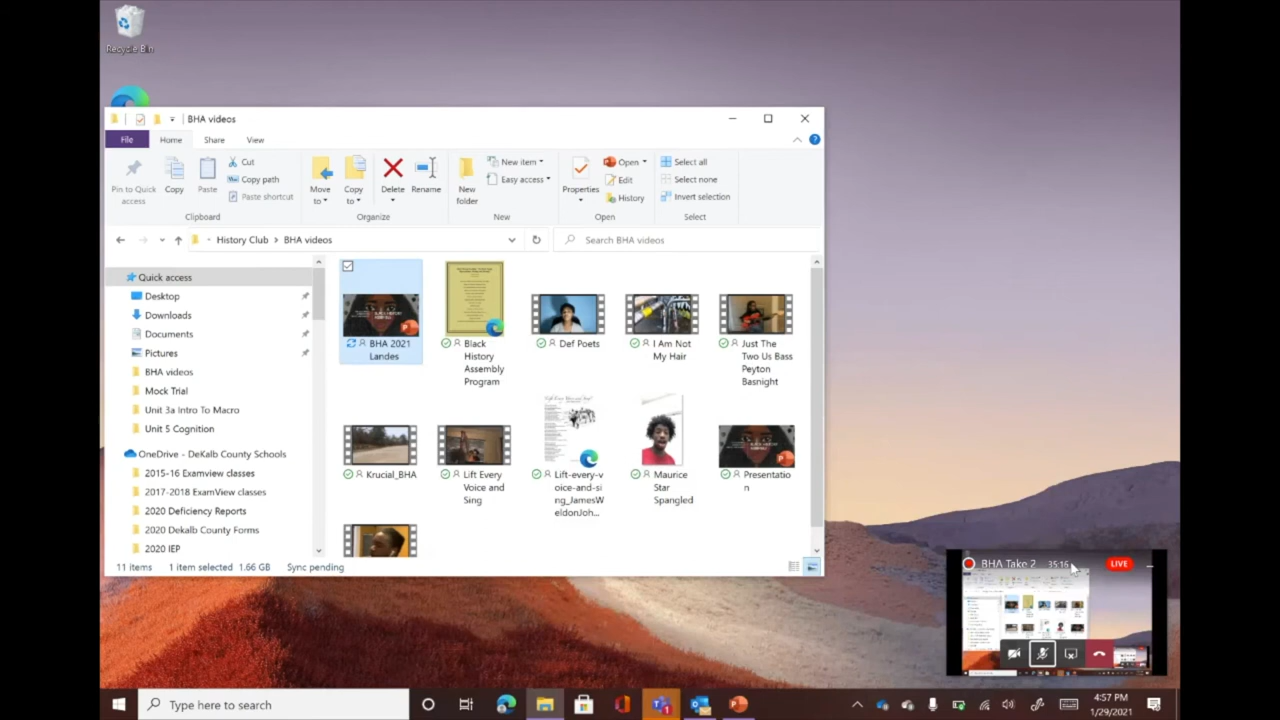 Recycle Bin
BHA videos
File Home Share View
Pin to Quick access
Copy
Paste
Cut
Copy path
Paste shortcut
Clipboard
Move to
Copy to
Delete
Rename
Organize
New folder
New item
Easy access
New
Properties
Open
Edit
History
Open
Select all
Select none
Invert selection
Select
History Club > BHA videos
Search BHA videos
Quick access
Desktop
Downloads
Documents
Pictures
BHA videos
Mock Trial
Unit 3a Intro To Macro
Unit 5 Cognition
OneDrive - DeKalb County Schools
2015-16 Examview classes
2017-2018 ExamView classes
2020 Deficiency Reports
2020 Dekalb County Forms
2020 IEP
BHA 2021
Landes
Black
History
Assembly
Program
Def Poets
I Am Not
My Hair
Just The
Two Us Bass
Peyton
Basnight
Krucial_BHA
Lift Every
Voice and
Sing
Lift-every-v
oice-and-si
ng_JamesW
eldonJoh...
Maurice
Star
Spangled
Presentatio
n
11 items 1 item selected 1.66 GB Sync pending
BHA Take 2 35:16 LIVE
Type here to search
4:57 PM
1/29/2021